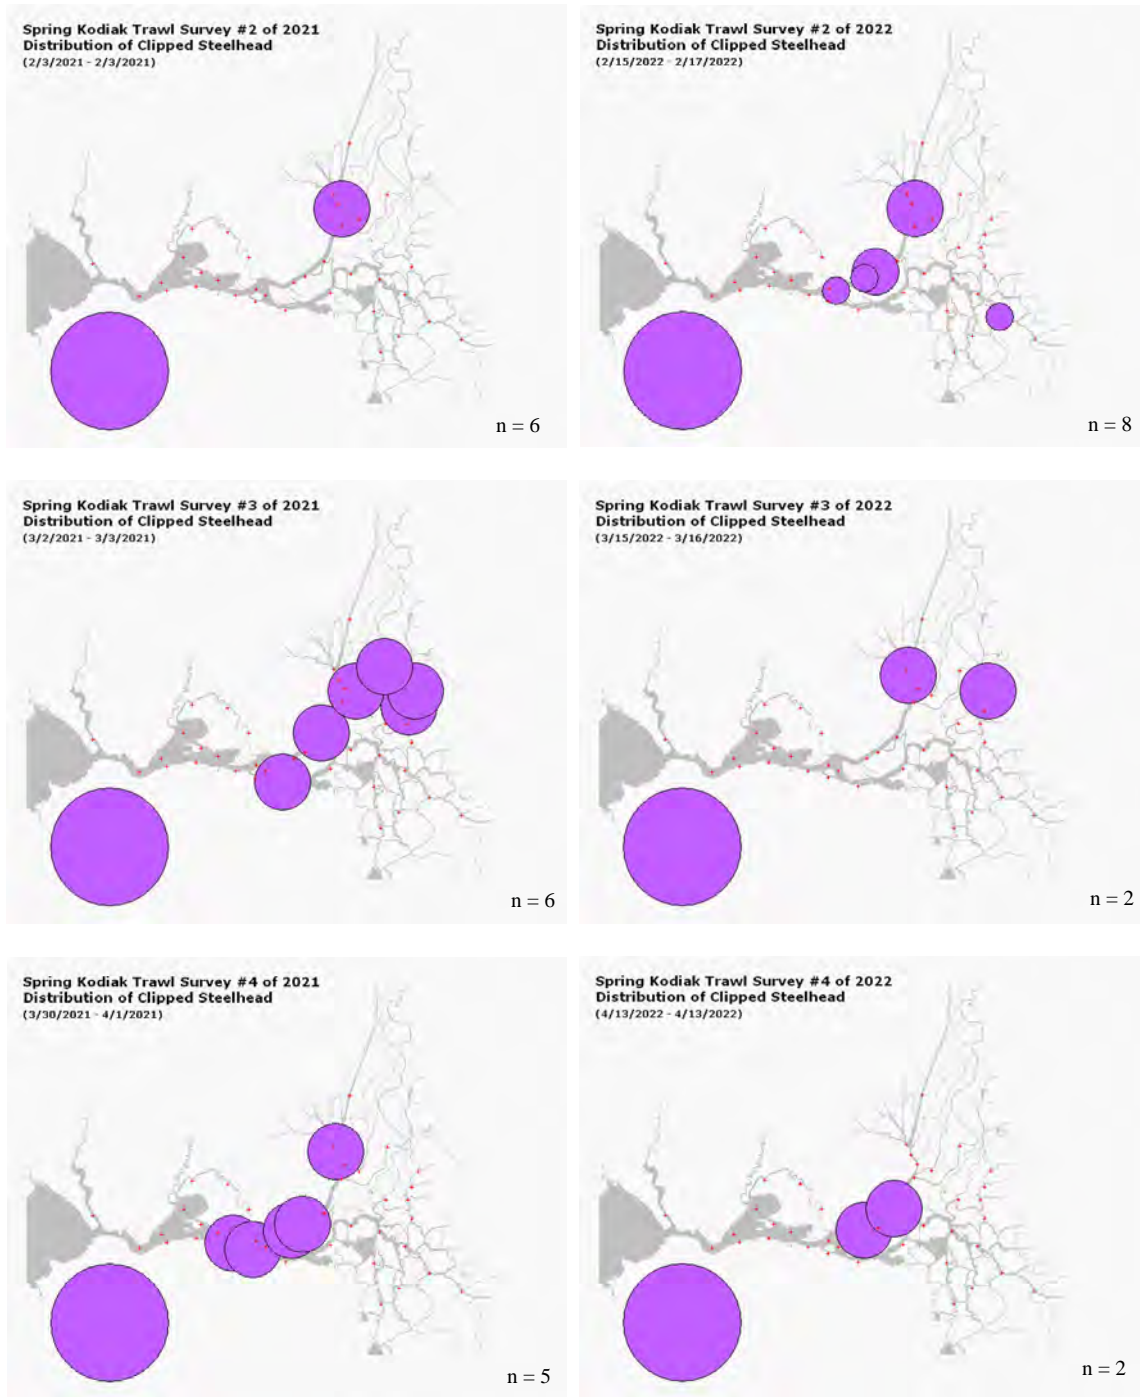 Spring Kodiak Trawl Survey #2 of 2021
Distribution of Clipped Steelhead
(2/3/2021 - 2/3/2021)
n = 6
Spring Kodiak Trawl Survey #2 of 2022
Distribution of Clipped Steelhead
(2/15/2022 - 2/17/2022)
n = 8
Spring Kodiak Trawl Survey #3 of 2021
Distribution of Clipped Steelhead
(3/2/2021 - 3/3/2021)
n = 6
Spring Kodiak Trawl Survey #3 of 2022
Distribution of Clipped Steelhead
(3/15/2022 - 3/16/2022)
n = 2
Spring Kodiak Trawl Survey #4 of 2021
Distribution of Clipped Steelhead
(3/30/2021 - 4/1/2021)
n = 5
Spring Kodiak Trawl Survey #4 of 2022
Distribution of Clipped Steelhead
(4/13/2022 - 4/13/2022)
n = 2